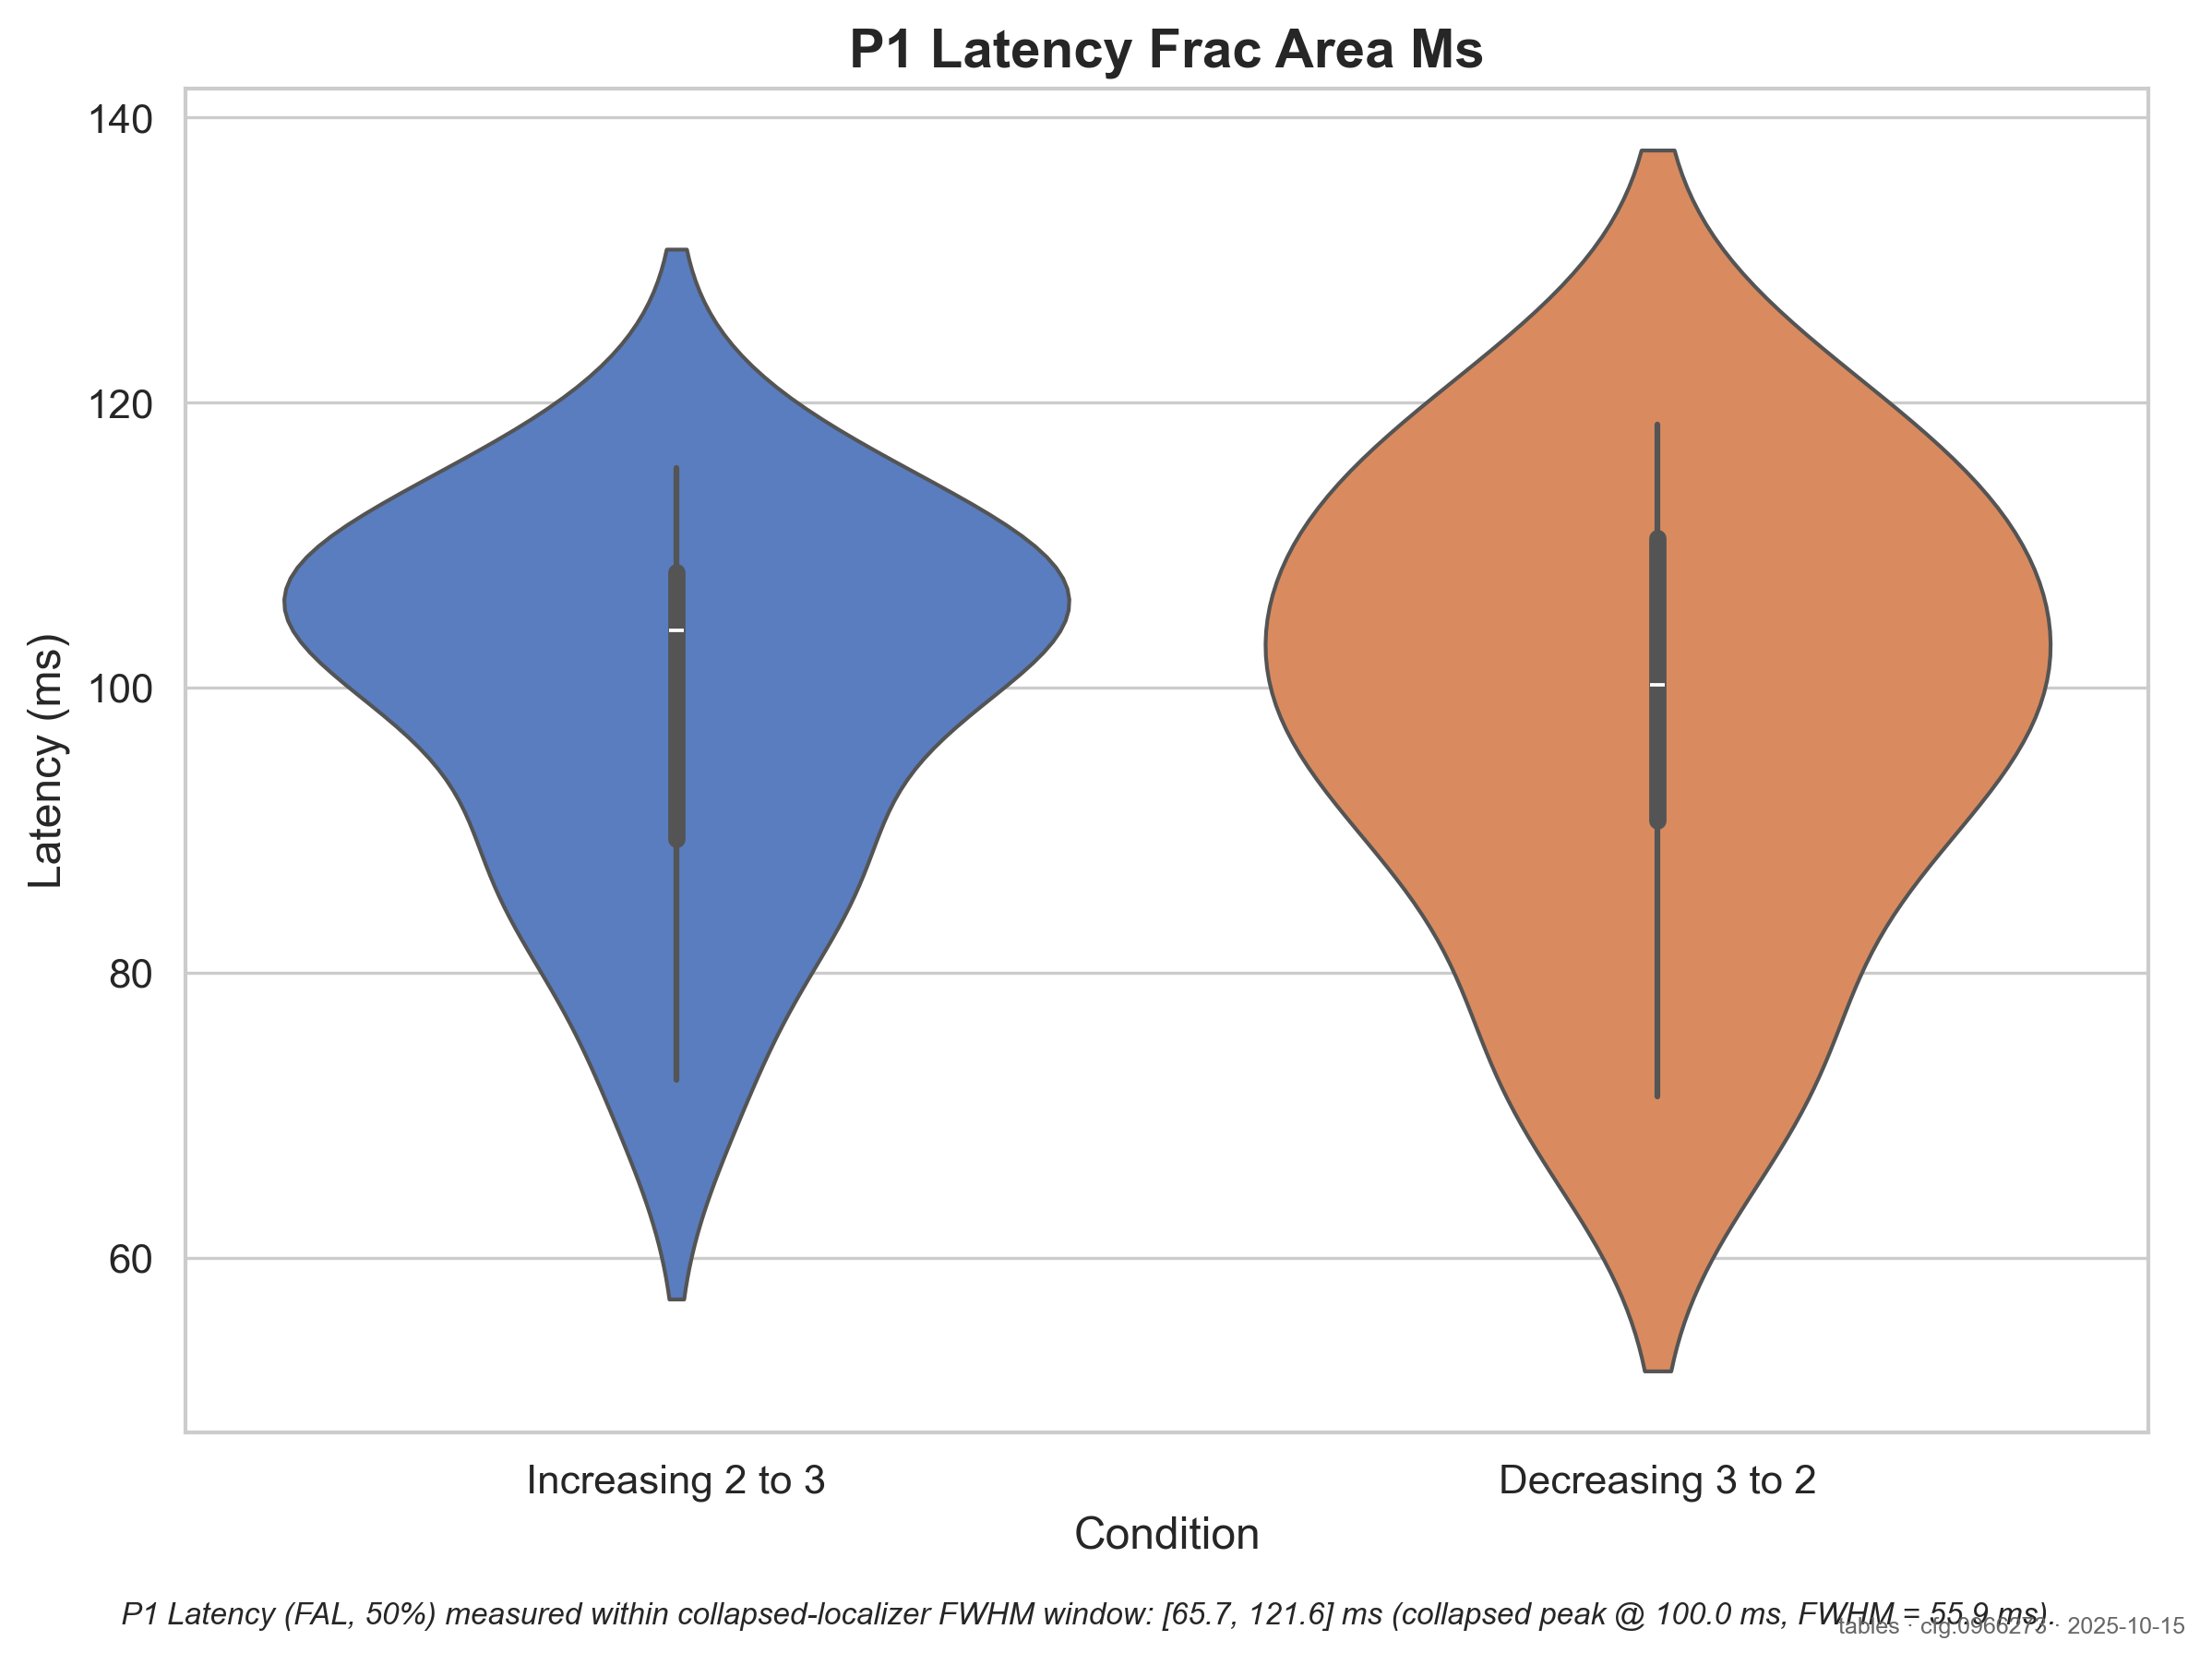 P1 Latency Frac Area Ms
140
120
100
80
60
Latency (ms)
Increasing 2 to 3
Decreasing 3 to 2
Condition
P1 Latency (FAL, 50%) measured within collapsed-localizer FWHM window: [65.7, 121.6] ms (collapsed peak @ 100.0 ms, FWHM = 55.9 ms).
tables · cfg:0966273 · 2025-10-15